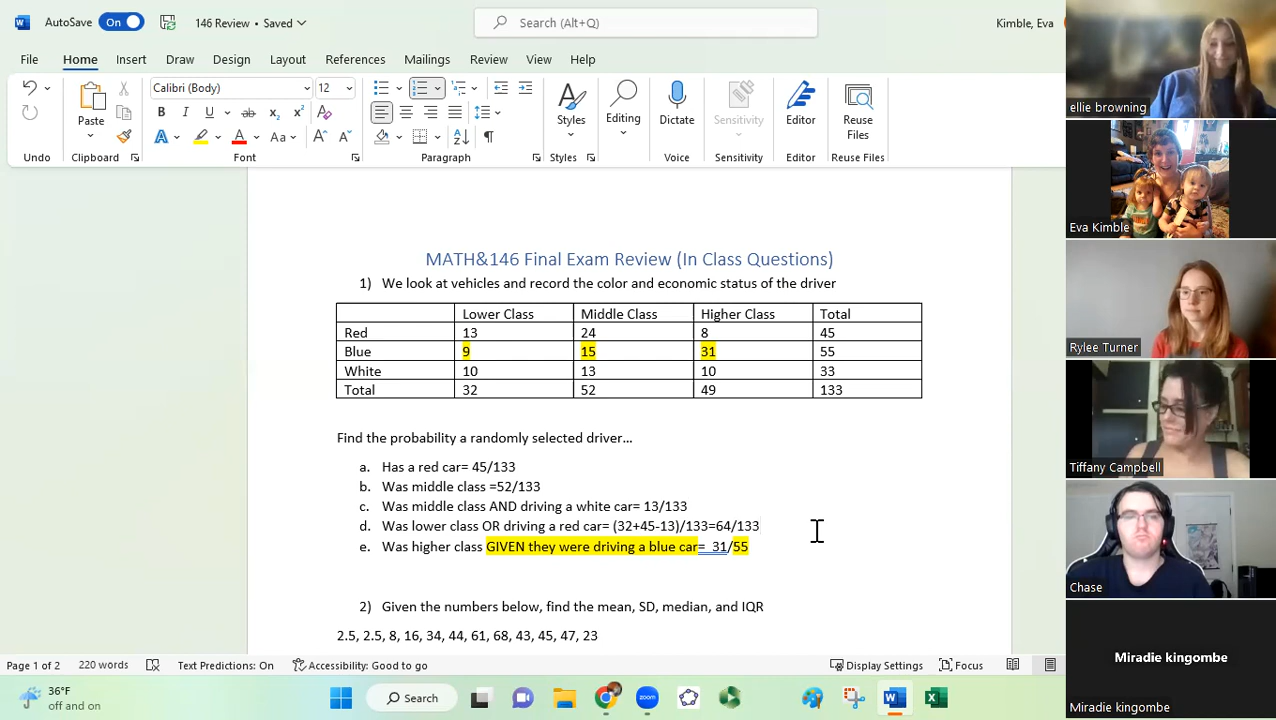 AutoSave On 146 Review • Saved Search (Alt+Q) Kimble, Eva
File Home Insert Draw Design Layout References Mailings Review View Help
Calibri (Body) 12
Paste Styles Editing Dictate Sensitivity Editor Reuse Files
B I U ab x₂ x² A
A A Aa A A
Undo Clipboard Font Paragraph Styles Voice Sensitivity Editor Reuse Files
MATH&146 Final Exam Review (In Class Questions)
1) We look at vehicles and record the color and economic status of the driver
Lower Class Middle Class Higher Class Total
Red 13 24 8 45
Blue 9 15 31 55
White 10 13 10 33
Total 32 52 49 133
Find the probability a randomly selected driver…
a. Has a red car= 45/133
b. Was middle class =52/133
c. Was middle class AND driving a white car= 13/133
d. Was lower class OR driving a red car= (32+45-13)/133=64/133
e. Was higher class GIVEN they were driving a blue car= 31/55
2) Given the numbers below, find the mean, SD, median, and IQR
2.5, 2.5, 8, 16, 34, 44, 61, 68, 43, 45, 47, 23
Page 1 of 2 220 words Text Predictions: On Accessibility: Good to go Display Settings Focus
36°F
off and on
Search
zoom
ellie browning
Eva Kimble
Rylee Turner
Tiffany Campbell
Chase
Miradie kingombe
Miradie kingombe